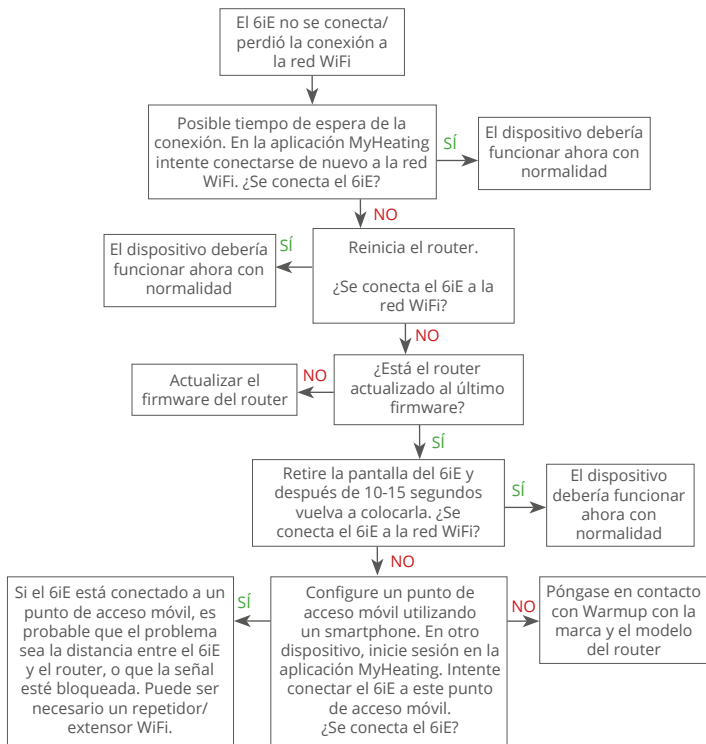 El 6iE no se conecta/
perdió la conexión a
la red WiFi
Posible tiempo de espera de la
conexión. En la aplicación MyHeating
intente conectarse de nuevo a la red
WiFi. ¿Se conecta el 6iE?
SÍ
El dispositivo debería
funcionar ahora con
normalidad
NO
Reinicia el router.
¿Se conecta el 6iE a la
red WiFi?
SÍ
El dispositivo debería
funcionar ahora con
normalidad
NO
¿Está el router
actualizado al último
firmware?
NO
Actualizar el
firmware del router
SÍ
Retire la pantalla del 6iE y
después de 10-15 segundos
vuelva a colocarla. ¿Se
conecta el 6iE a la red WiFi?
SÍ
El dispositivo
debería funcionar
ahora con
normalidad
NO
Configure un punto de
acceso móvil utilizando
un smartphone. En otro
dispositivo, inicie sesión en la
aplicación MyHeating. Intente
conectar el 6iE a este punto
de acceso móvil.
¿Se conecta el 6iE?
SÍ
Si el 6iE está conectado a un
punto de acceso móvil, es
probable que el problema
sea la distancia entre el 6iE
y el router, o que la señal
esté bloqueada. Puede ser
necesario un repetidor/
extensor WiFi.
NO
Póngase en contacto
con Warmup con la
marca y el modelo
del router